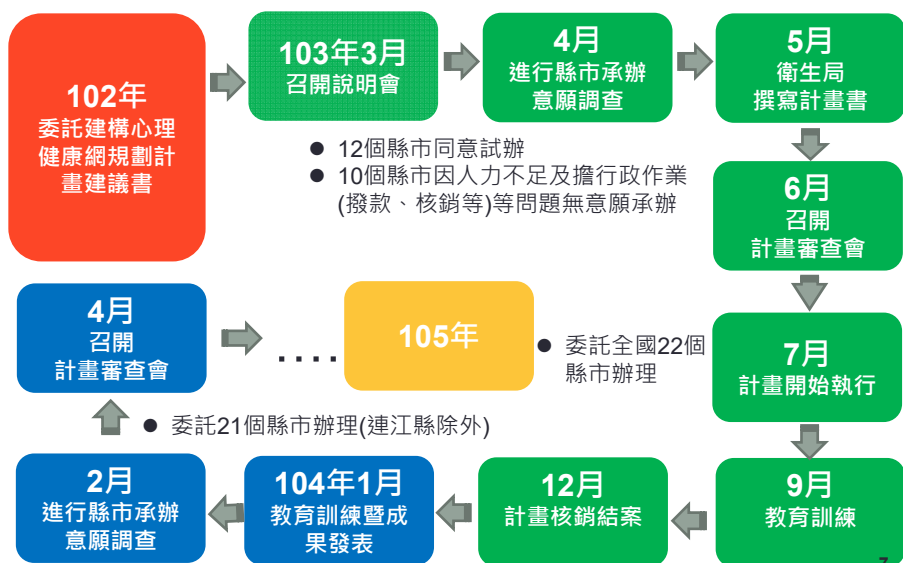 102年
委託建構心理
健康網規劃計
畫建議書
103年3月
召開說明會
4月
進行縣市承辦
意願調查
5月
衛生局
撰寫計畫書
● 12個縣市同意試辦
● 10個縣市因人力不足及擔行政作業
(撥款、核銷等)等問題無意願承辦
6月
召開
計畫審查會
7月
計畫開始執行
9月
教育訓練
12月
計畫核銷結案
104年1月
教育訓練暨成
果發表
2月
進行縣市承辦
意願調查
● 委託21個縣市辦理(連江縣除外)
4月
召開
計畫審查會
....
105年
● 委託全國22個
縣市辦理
7